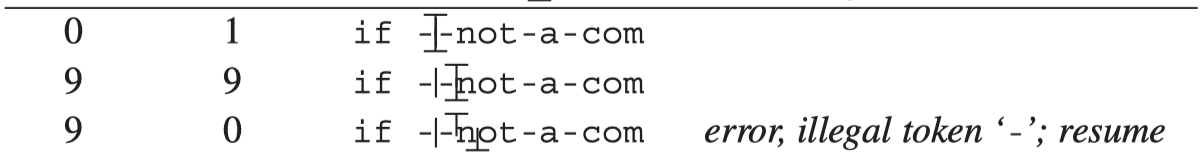 0 1 if --not-a-com
9 9 if -|-not-a-com
9 0 if -|-not-a-com error, illegal token ‘-’; resume